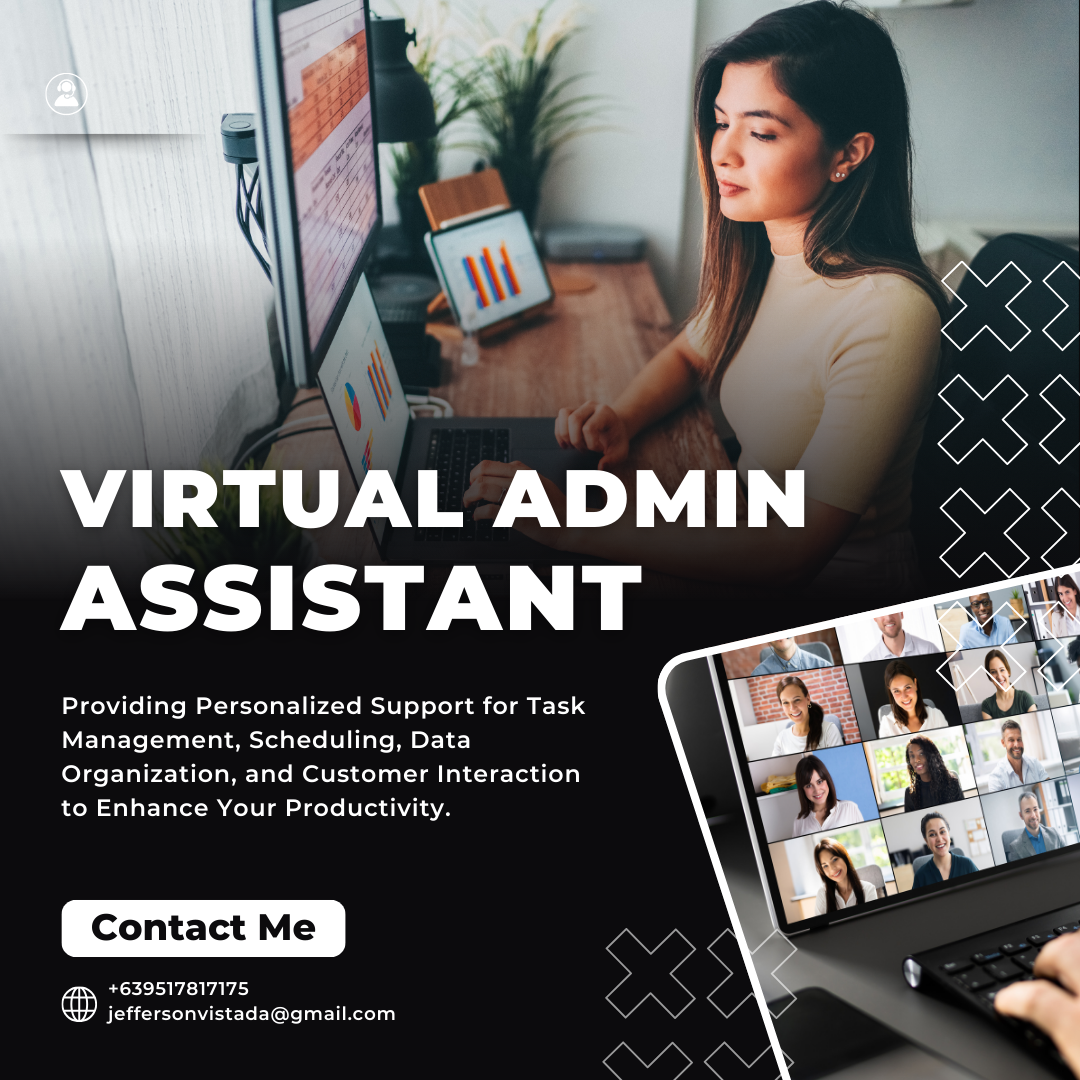 VIRTUAL ADMIN
ASSISTANT
Providing Personalized Support for Task
Management, Scheduling, Data
Organization, and Customer Interaction
to Enhance Your Productivity.
Contact Me
+639517817175
jeffersonvistada@gmail.com